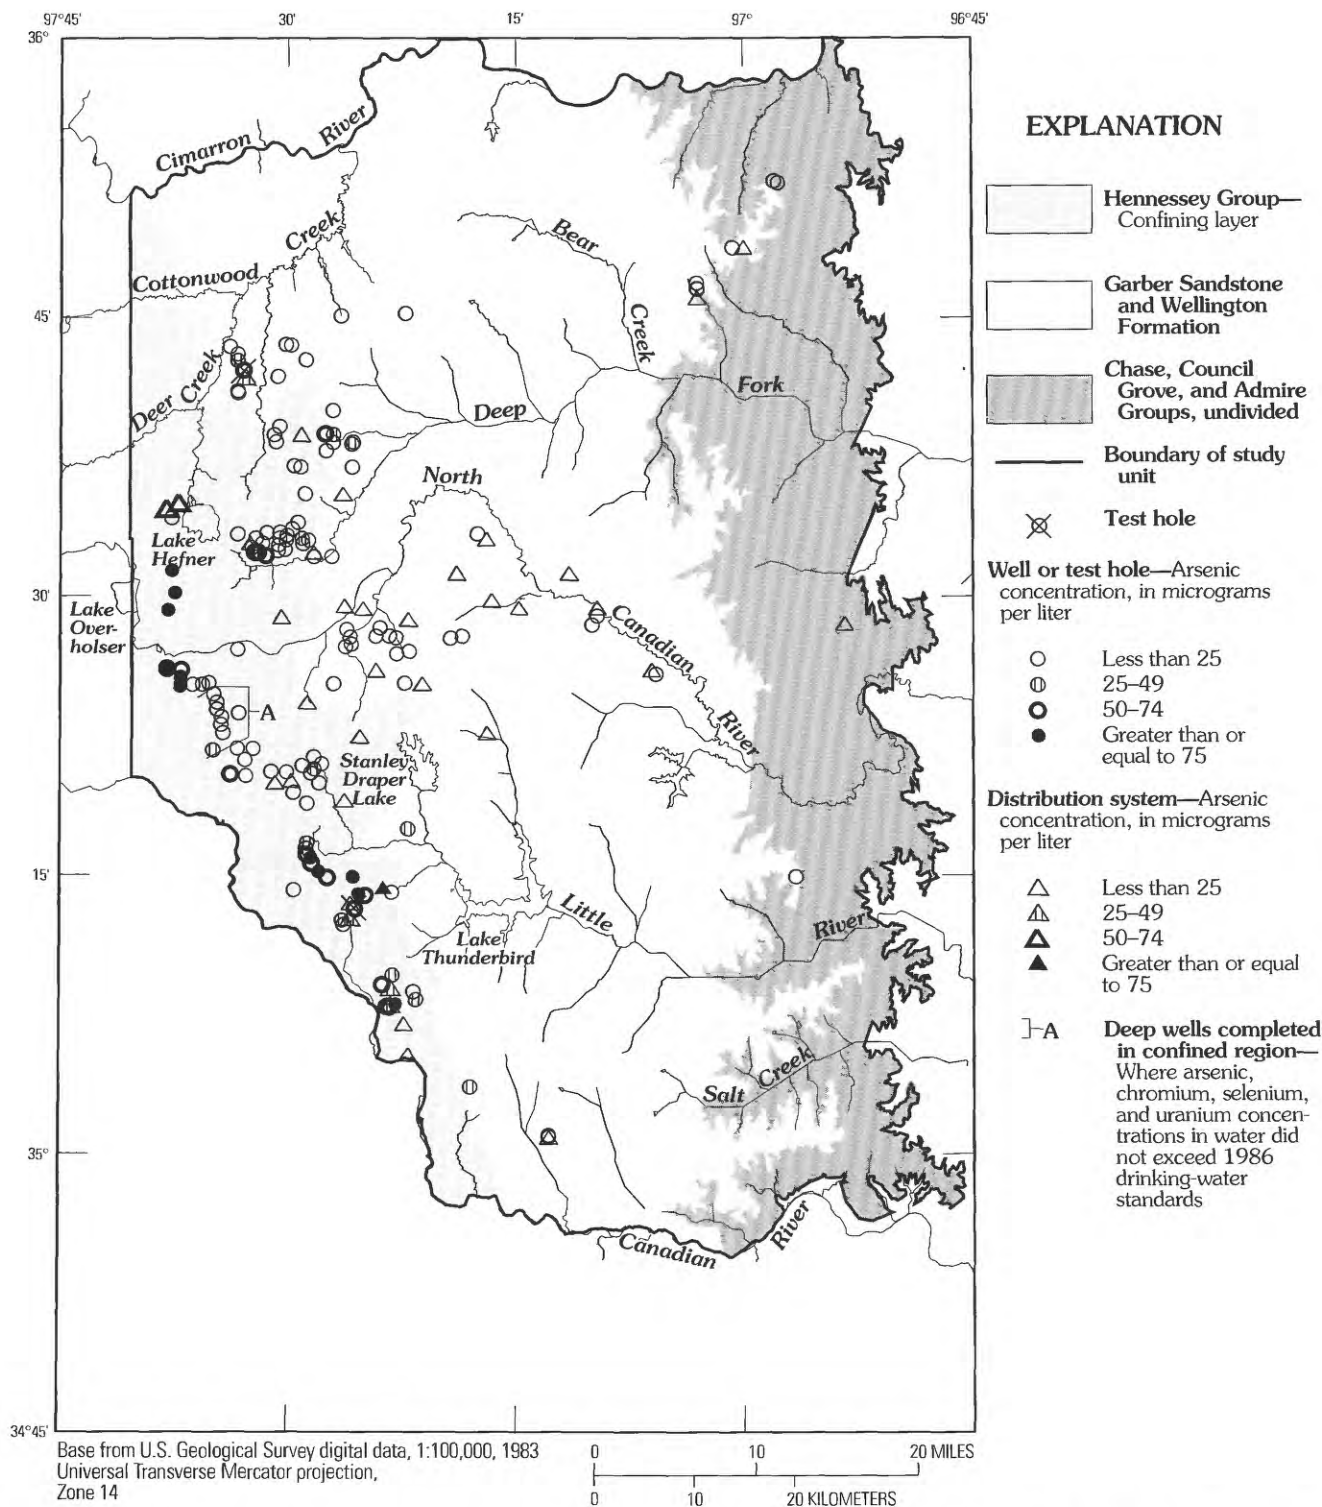 97°45'
30'
15'
97°
96°45'
36°
45'
30'
15'
35°
34°45'
Cimarron
River
Cottonwood
Creek
Bear
Creek
Deer Creek
Deep
Fork
North
Canadian
River
Lake
Hefner
Lake
Over-
holser
A
Stanley
Draper
Lake
Little
River
Lake
Thunderbird
Salt
Creek
Canadian
River
EXPLANATION
Hennessey Group—
Confining layer
Garber Sandstone
and Wellington
Formation
Chase, Council
Grove, and Admire
Groups, undivided
Boundary of study
unit
Test hole
Well or test hole—Arsenic
concentration, in micrograms
per liter
Less than 25
25–49
50–74
Greater than or
equal to 75
Distribution system—Arsenic
concentration, in micrograms
per liter
Less than 25
25–49
50–74
Greater than or equal
to 75
A Deep wells completed
in confined region—
Where arsenic,
chromium, selenium,
and uranium concen-
trations in water did
not exceed 1986
drinking-water
standards
Base from U.S. Geological Survey digital data, 1:100,000, 1983
Universal Transverse Mercator projection,
Zone 14
0 10 20 MILES
0 10 20 KILOMETERS